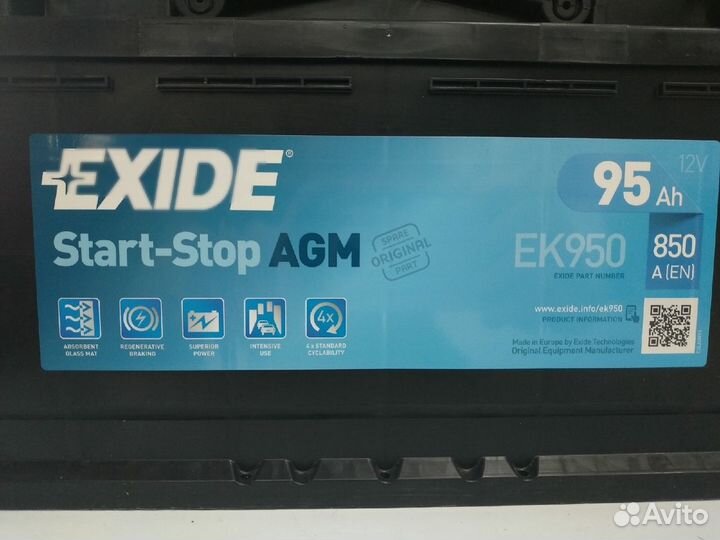 EXIDE®
12V
95 Ah
Start-Stop AGM
SPARE ORIGINAL PART
EK950
EXIDE PART NUMBER
850
A (EN)
4x
www.exide.info/ek950
PRODUCT INFORMATION
ABSORBENT
GLASS MAT
REGENERATIVE
BRAKING
SUPERIOR
POWER
INTENSIVE
USE
4 x STANDARD
CYCLABILITY
Made in Europe by Exide Technologies
Original Equipment Manufacturer
Avito